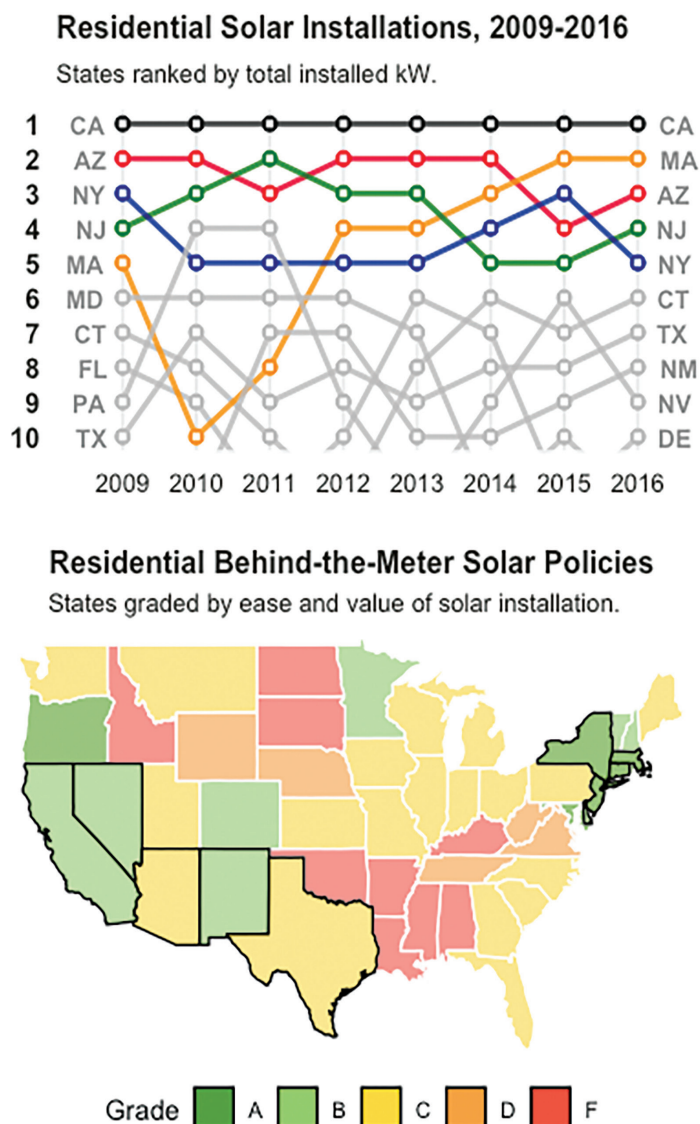 Residential Solar Installations, 2009-2016
States ranked by total installed kW.
1 CA CA
2 AZ MA
3 NY AZ
4 NJ NJ
5 MA NY
6 MD CT
7 CT TX
8 FL NM
9 PA NV
10 TX DE
2009 2010 2011 2012 2013 2014 2015 2016
Residential Behind-the-Meter Solar Policies
States graded by ease and value of solar installation.
Grade A B C D F